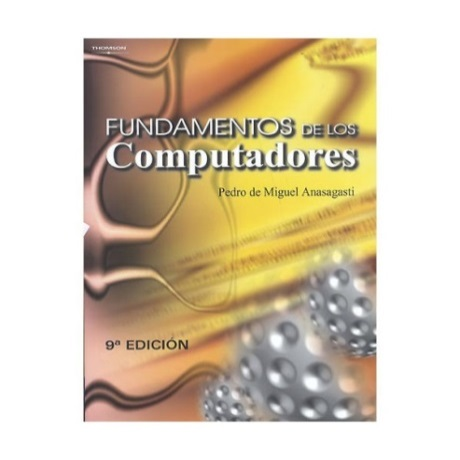 THOMSON
FUNDAMENTOS DE LOS
Computadores
Pedro de Miguel Anasagasti
9ª EDICIÓN